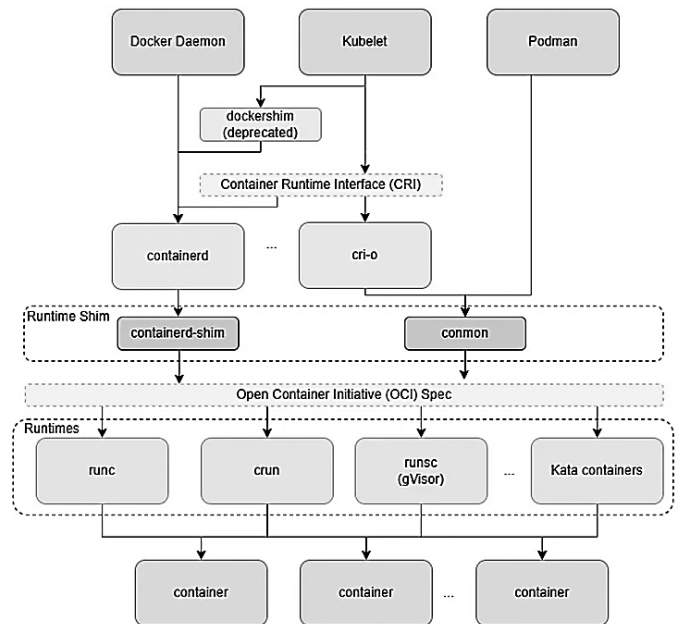 Docker Daemon
Kubelet
Podman
dockershim
(deprecated)
Container Runtime Interface (CRI)
containerd
...
cri-o
Runtime Shim
containerd-shim
conmon
Open Container Initiative (OCI) Spec
Runtimes
runc
crun
runsc
(gVisor)
...
Kata containers
container
container
...
container